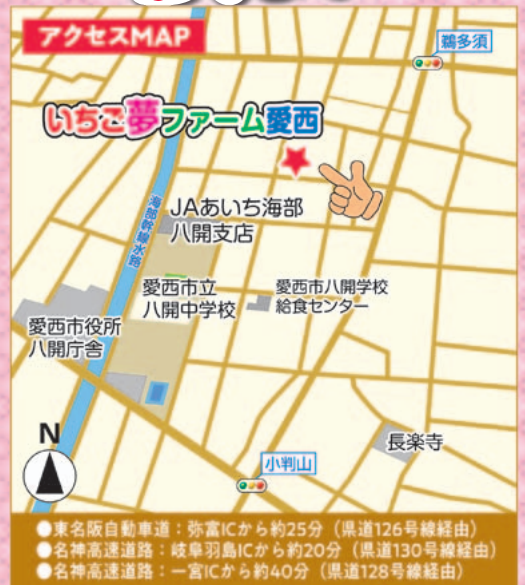 アクセスMAP
鵜多須
いちご夢ファーム愛西
海部幹線水路
JAあいち海部
八開支店
愛西市立
八開中学校
愛西市八開学校
給食センター
愛西市役所
八開庁舎
N
長楽寺
小判山
●東名阪自動車道：弥富ICから約25分（県道126号線経由）
●名神高速道路：岐阜羽島ICから約20分（県道130号線経由）
●名神高速道路：一宮ICから約40分（県道128号線経由）